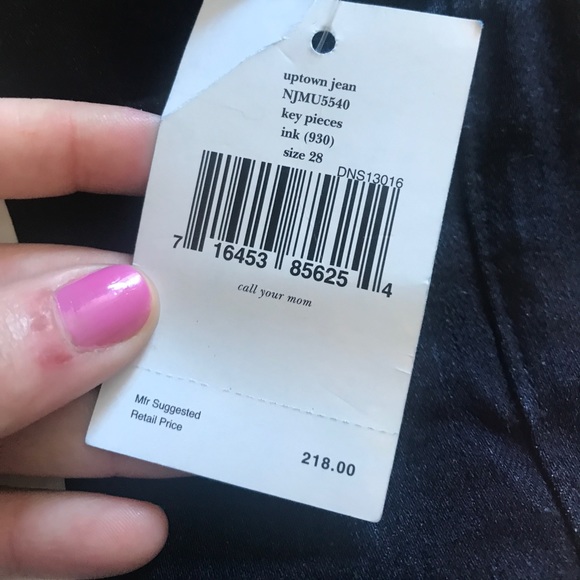 uptown jean
NJMU5540
key pieces
ink (930)
size 28
DNS13016
7 16453 85625 4
call your mom
Mfr Suggested
Retail Price
218.00